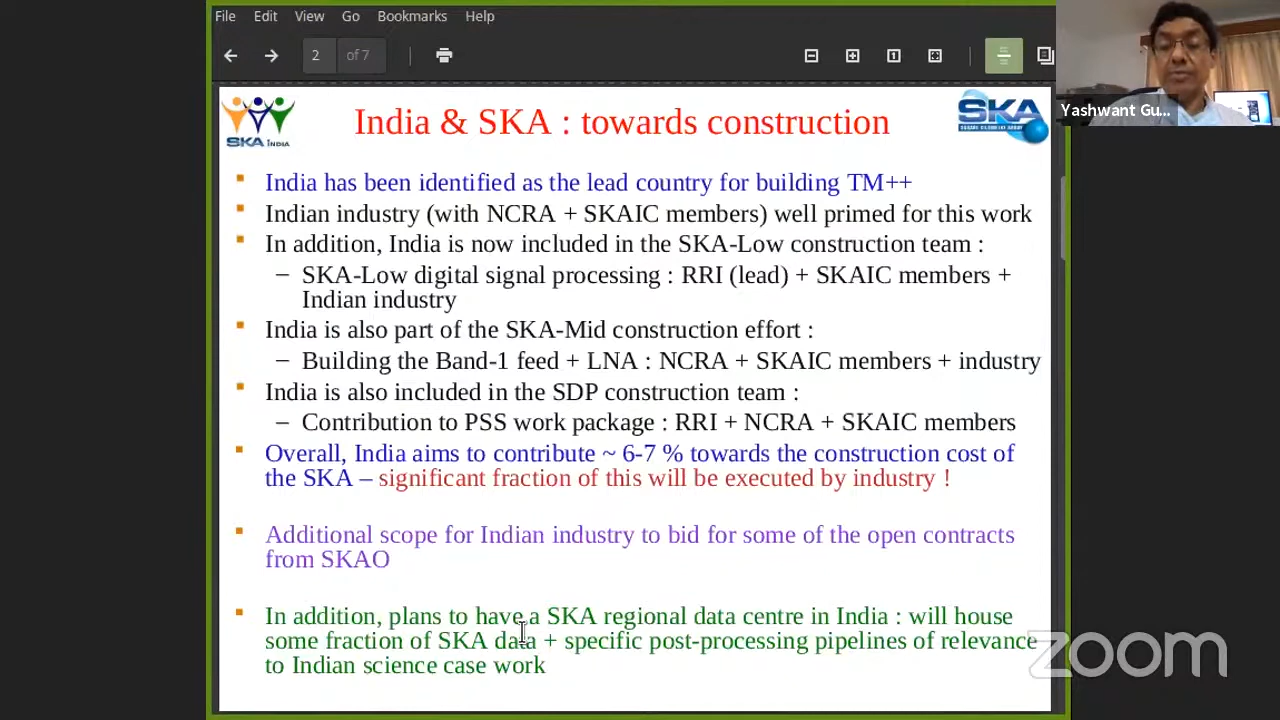 File Edit View Go Bookmarks Help
2 of 7
Yashwant Gu...
SKA INDIA
India & SKA : towards construction
SKA
SQUARE KILOMETRE ARRAY
India has been identified as the lead country for building TM++
Indian industry (with NCRA + SKAIC members) well primed for this work
In addition, India is now included in the SKA-Low construction team :
– SKA-Low digital signal processing : RRI (lead) + SKAIC members +
Indian industry
India is also part of the SKA-Mid construction effort :
– Building the Band-1 feed + LNA : NCRA + SKAIC members + industry
India is also included in the SDP construction team :
– Contribution to PSS work package : RRI + NCRA + SKAIC members
Overall, India aims to contribute ~ 6-7 % towards the construction cost of
the SKA – significant fraction of this will be executed by industry !
Additional scope for Indian industry to bid for some of the open contracts
from SKAO
In addition, plans to have a SKA regional data centre in India : will house
some fraction of SKA data + specific post-processing pipelines of relevance
to Indian science case work
zoom